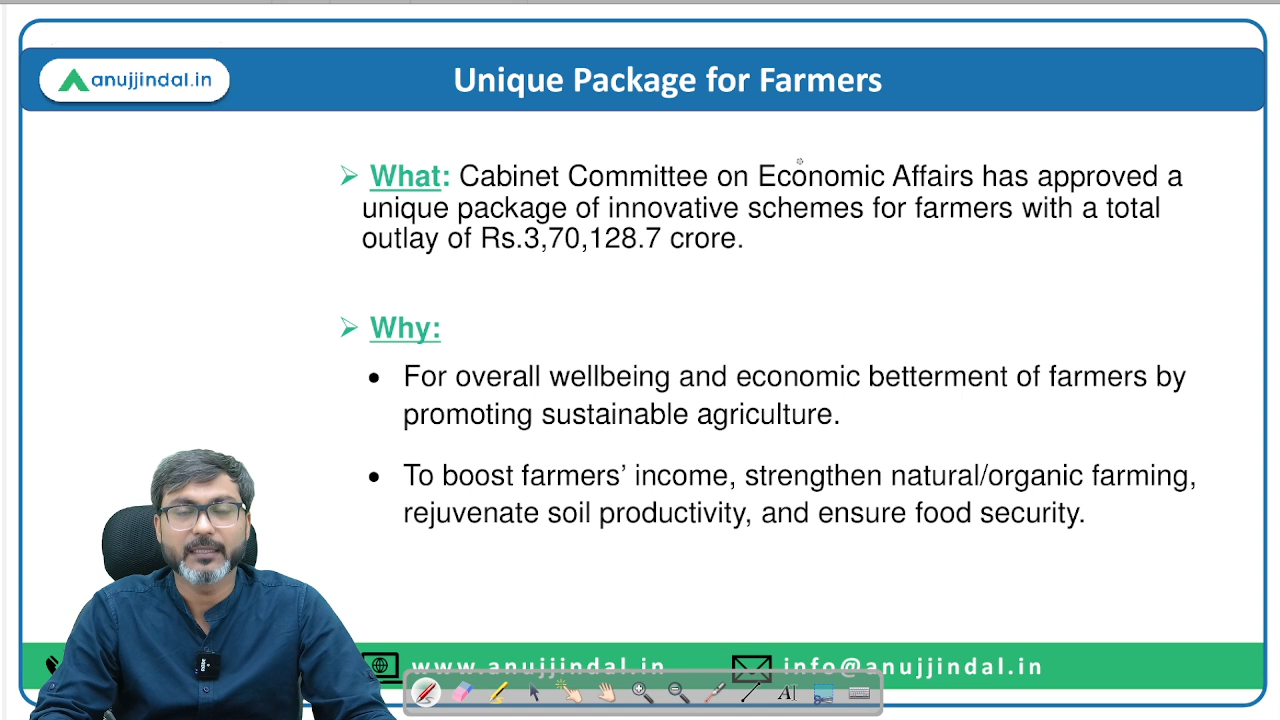 anujjindal.in
Unique Package for Farmers
What: Cabinet Committee on Economic Affairs has approved a
unique package of innovative schemes for farmers with a total
outlay of Rs.3,70,128.7 crore.
Why:
For overall wellbeing and economic betterment of farmers by
promoting sustainable agriculture.
To boost farmers’ income, strengthen natural/organic farming,
rejuvenate soil productivity, and ensure food security.
www.anujjindal.in
info@anujjindal.in
A